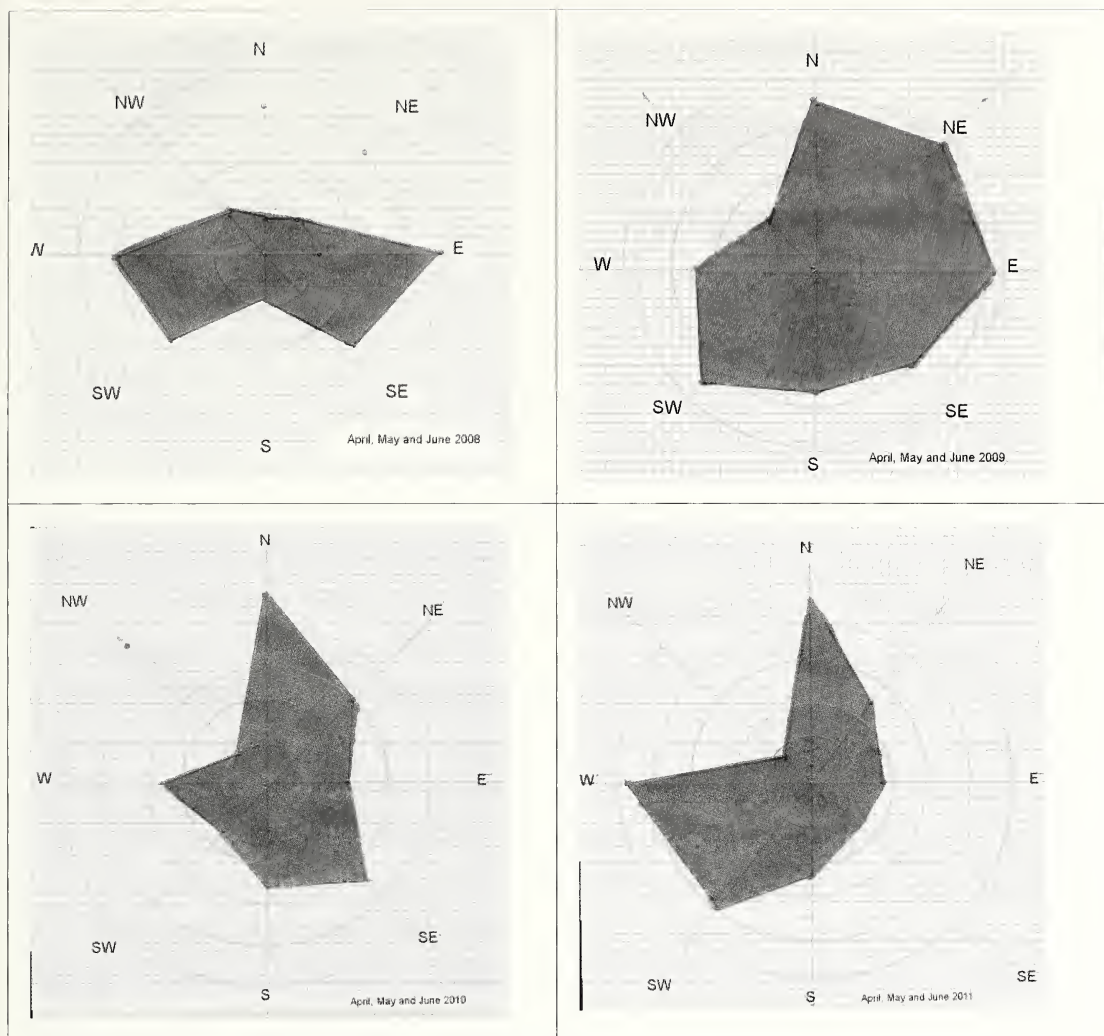 N
NW
NE
E
SW
SE
S
April, May and June 2008
N
NW
NE
W
E
SW
SE
S
April, May and June 2009
N
NW
NE
W
E
SW
SE
S
April, May and June 2010
N
NE
NW
W
E
SW
SE
S
April, May and June 2011